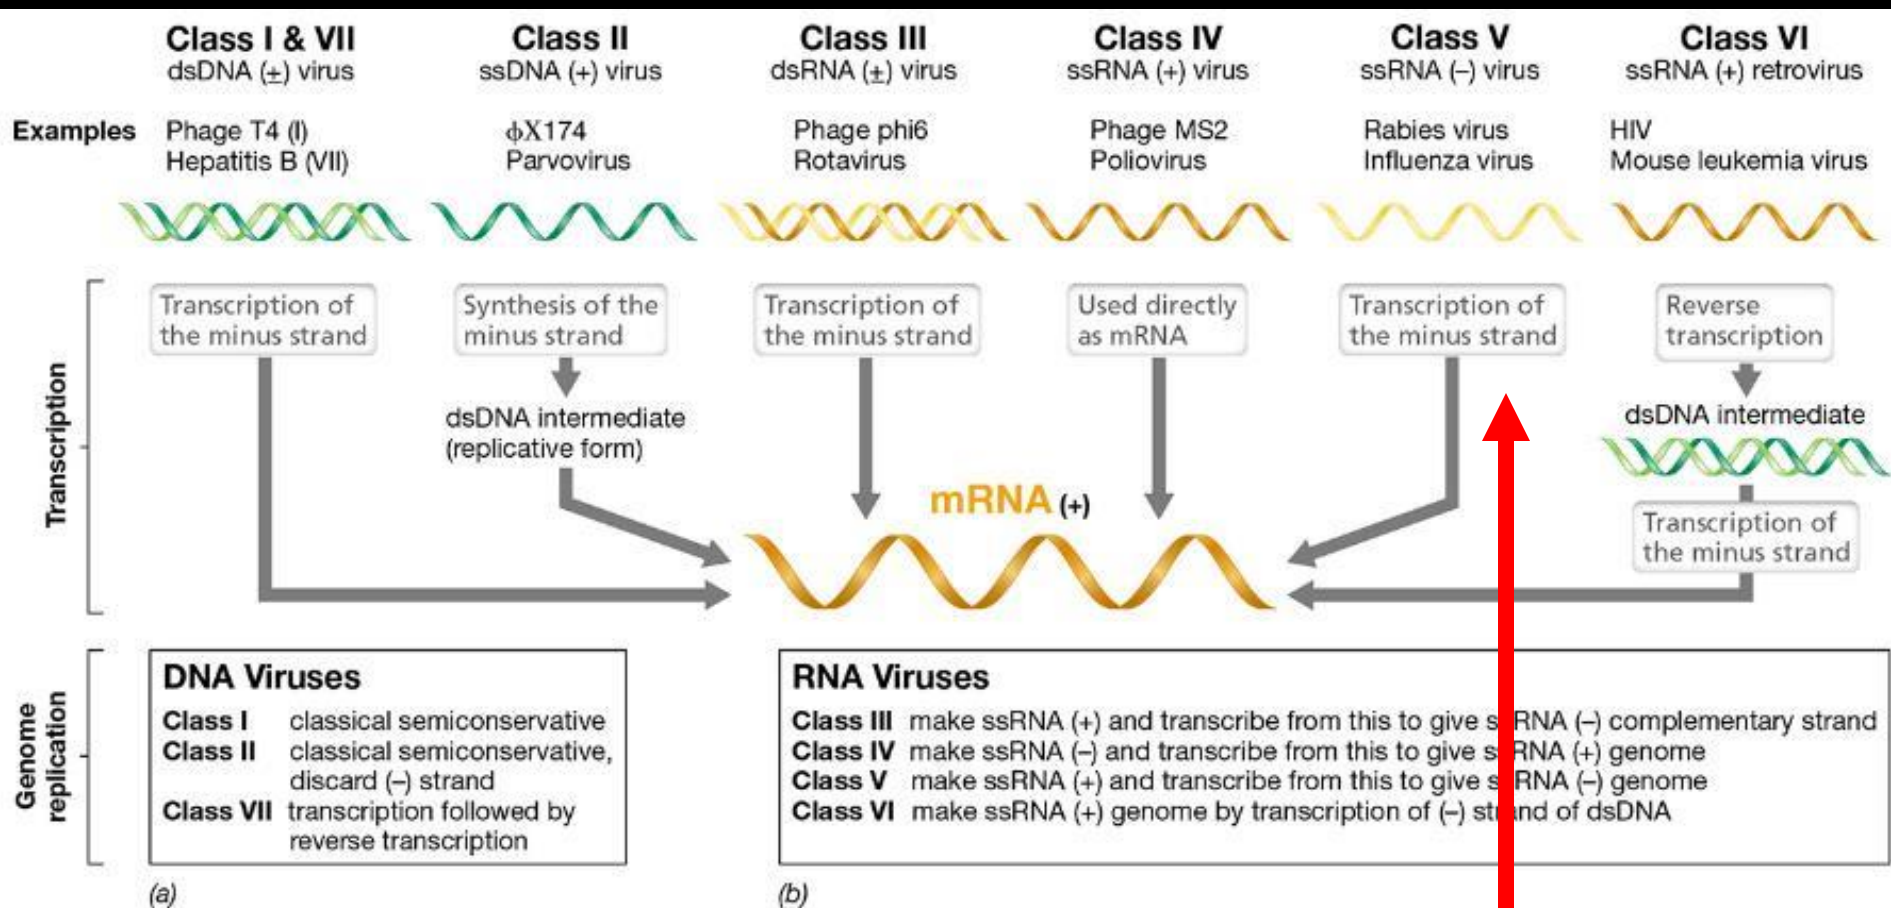 Class I & VII
dsDNA (±) virus
Class II
ssDNA (+) virus
Class III
dsRNA (±) virus
Class IV
ssRNA (+) virus
Class V
ssRNA (–) virus
Class VI
ssRNA (+) retrovirus
Examples
Phage T4 (I)
Hepatitis B (VII)
ϕX174
Parvovirus
Phage phi6
Rotavirus
Phage MS2
Poliovirus
Rabies virus
Influenza virus
HIV
Mouse leukemia virus
Transcription
Transcription of
the minus strand
Synthesis of the
minus strand
dsDNA intermediate
(replicative form)
Transcription of
the minus strand
Used directly
as mRNA
Transcription of
the minus strand
Reverse
transcription
dsDNA intermediate
Transcription of
the minus strand
mRNA (+)
Genome
replication
DNA Viruses
Class I classical semiconservative
Class II classical semiconservative,
discard (–) strand
Class VII transcription followed by
reverse transcription
(a)
RNA Viruses
Class III make ssRNA (+) and transcribe from this to give ssRNA (–) complementary strand
Class IV make ssRNA (–) and transcribe from this to give ssRNA (+) genome
Class V make ssRNA (+) and transcribe from this to give ssRNA (–) genome
Class VI make ssRNA (+) genome by transcription of (–) strand of dsDNA
(b)